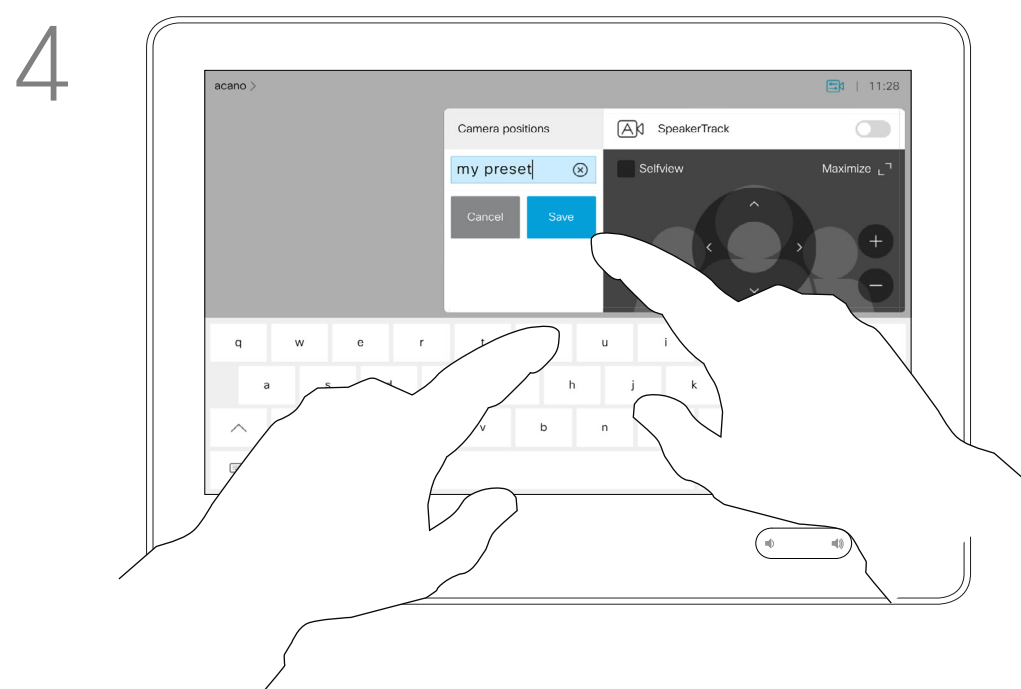 4
acano >
11:28
Camera positions
SpeakerTrack
my preset
Selfview
Maximize
Cancel
Save
q w e r t u i
a s d h j k
v b n